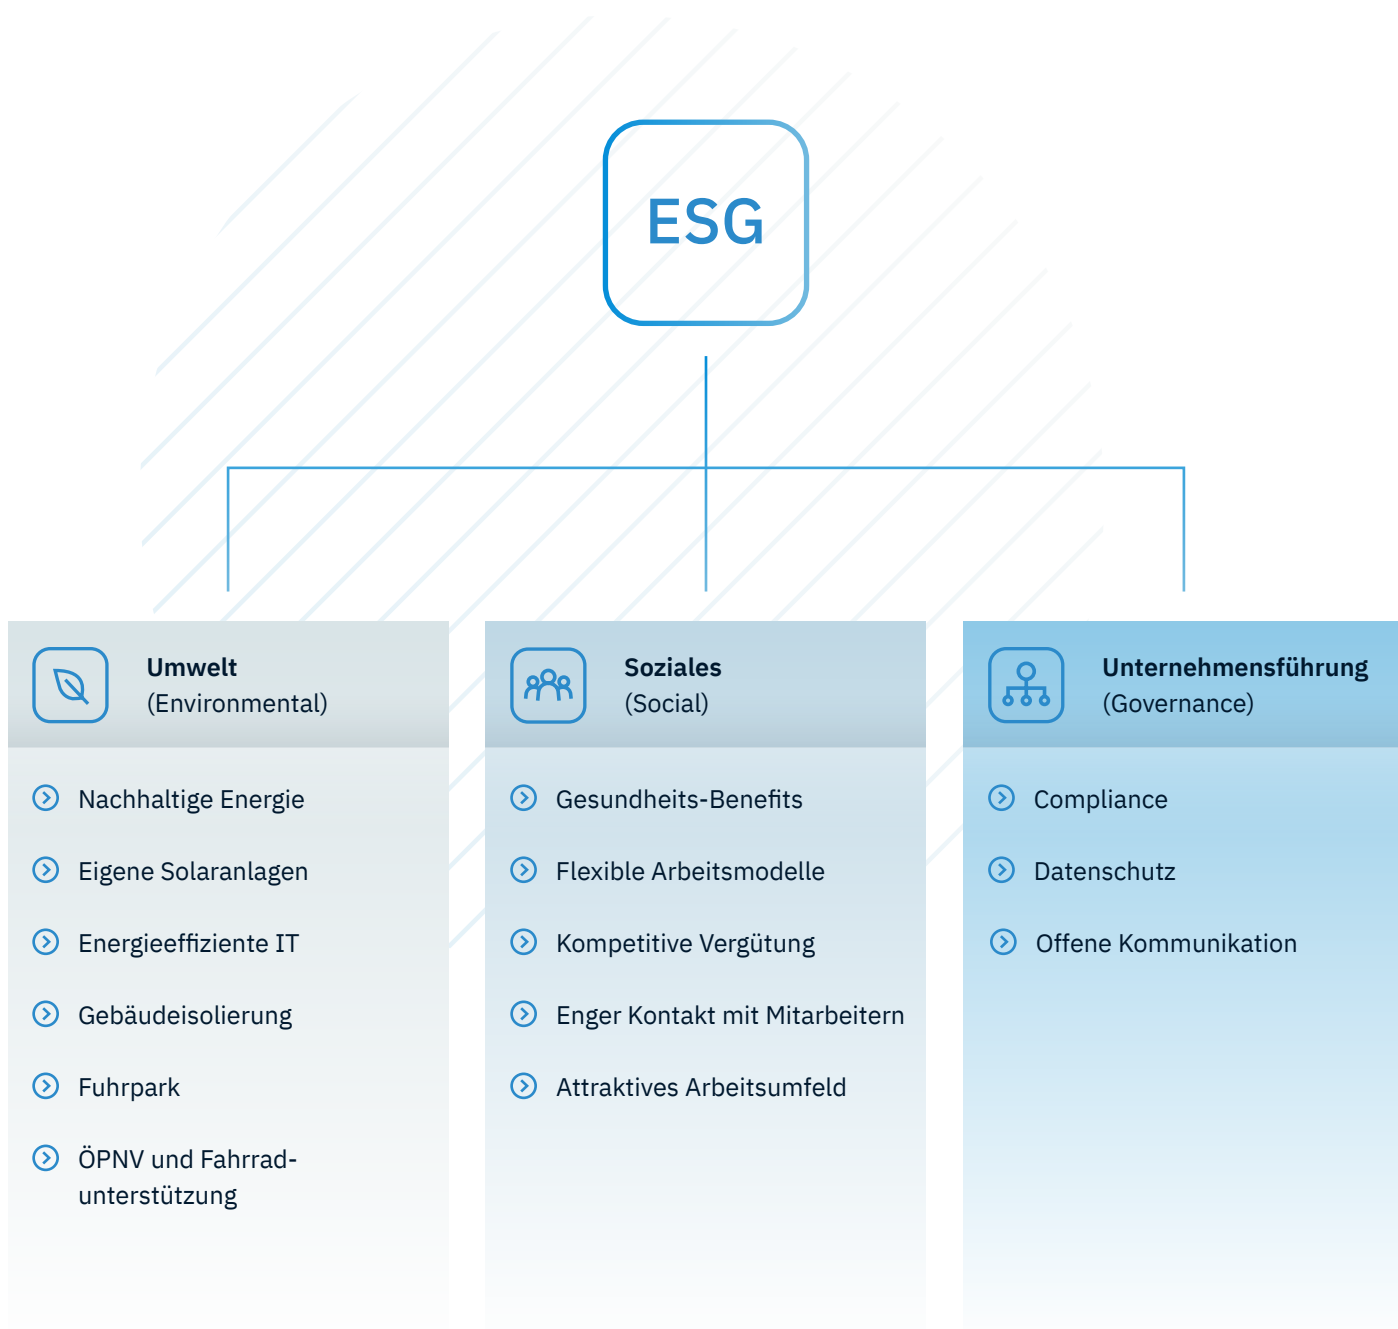 ESG
Umwelt
(Environmental)
Nachhaltige Energie
Eigene Solaranlagen
Energieeffiziente IT
Gebäudeisolierung
Fuhrpark
ÖPNV und Fahrrad-
unterstützung
Soziales
(Social)
Gesundheits-Benefits
Flexible Arbeitsmodelle
Kompetitive Vergütung
Enger Kontakt mit Mitarbeitern
Attraktives Arbeitsumfeld
Unternehmensführung
(Governance)
Compliance
Datenschutz
Offene Kommunikation